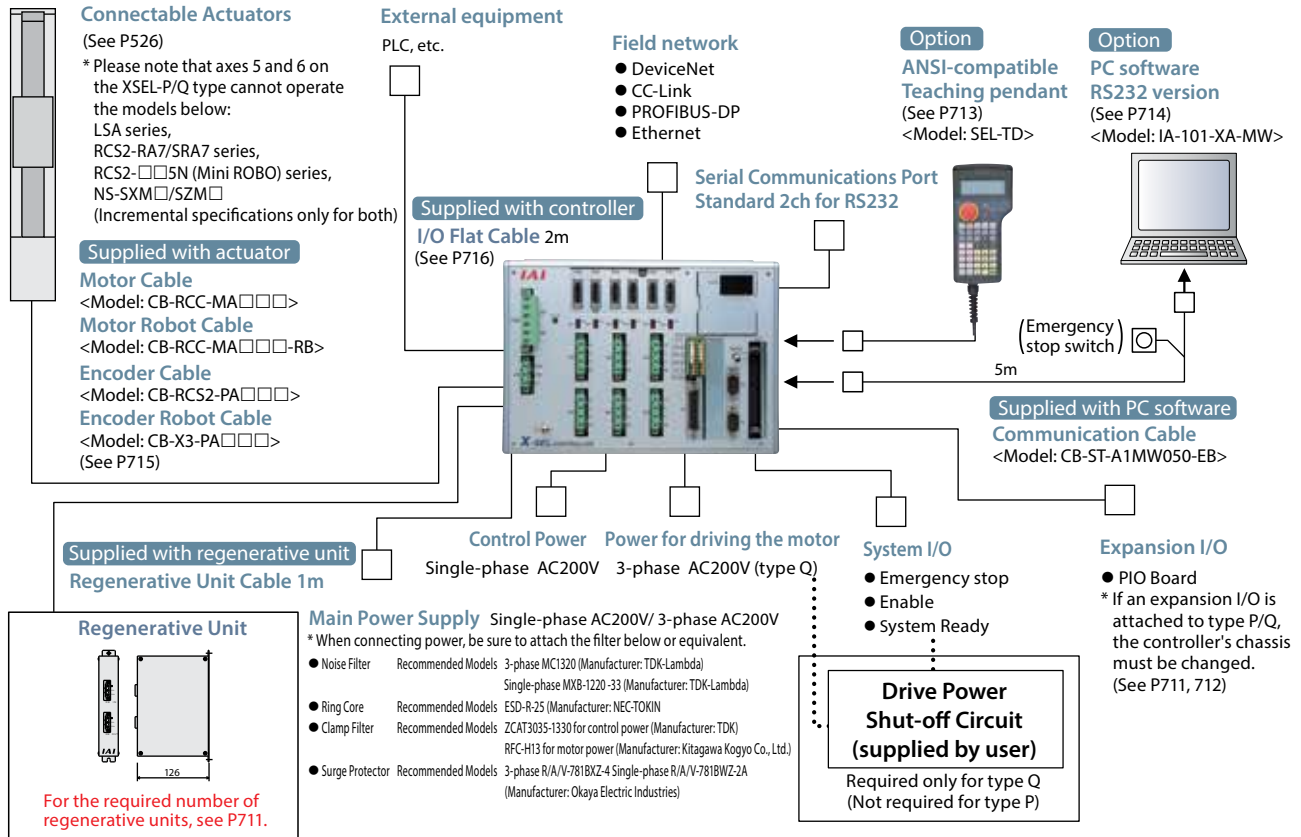 Connectable Actuators
(See P526)
* Please note that axes 5 and 6 on
the XSEL-P/Q type cannot operate
the models below:
LSA series,
RCS2-RA7/SRA7 series,
RCS2-□□5N (Mini ROBO) series,
NS-SXM□/SZM□
(Incremental specifications only for both)
Supplied with actuator
Motor Cable
<Model: CB-RCC-MA□□□>
Motor Robot Cable
<Model: CB-RCC-MA□□□-RB>
Encoder Cable
<Model: CB-RCS2-PA□□□>
Encoder Robot Cable
<Model: CB-X3-PA□□□>
(See P715)
External equipment
PLC, etc.
Field network
● DeviceNet
● CC-Link
● PROFIBUS-DP
● Ethernet
Supplied with controller
I/O Flat Cable 2m
(See P716)
Serial Communications Port
Standard 2ch for RS232
Option
ANSI-compatible
Teaching pendant
(See P713)
<Model: SEL-TD>
Option
PC software
RS232 version
(See P714)
<Model: IA-101-XA-MW>
IAI
X-SEL
(Emergency
stop switch)
5m
Supplied with PC software
Communication Cable
<Model: CB-ST-A1MW050-EB>
Supplied with regenerative unit
Regenerative Unit Cable 1m
Control Power
Single-phase AC200V
Power for driving the motor
3-phase AC200V (type Q)
System I/O
● Emergency stop
● Enable
● System Ready
Expansion I/O
● PIO Board
* If an expansion I/O is
attached to type P/Q,
the controller's chassis
must be changed.
(See P711, 712)
Regenerative Unit
IAI
126
For the required number of
regenerative units, see P711.
Main Power Supply Single-phase AC200V/ 3-phase AC200V
* When connecting power, be sure to attach the filter below or equivalent.
● Noise Filter Recommended Models 3-phase MC1320 (Manufacturer: TDK-Lambda)
Single-phase MXB-1220 -33 (Manufacturer: TDK-Lambda)
● Ring Core Recommended Models ESD-R-25 (Manufacturer: NEC-TOKIN
● Clamp Filter Recommended Models ZCAT3035-1330 for control power (Manufacturer: TDK)
RFC-H13 for motor power (Manufacturer: Kitagawa Kogyo Co., Ltd.)
● Surge Protector Recommended Models 3-phase R/A/V-781BXZ-4 Single-phase R/A/V-781BWZ-2A
(Manufacturer: Okaya Electric Industries)
Drive Power
Shut-off Circuit
(supplied by user)
Required only for type Q
(Not required for type P)